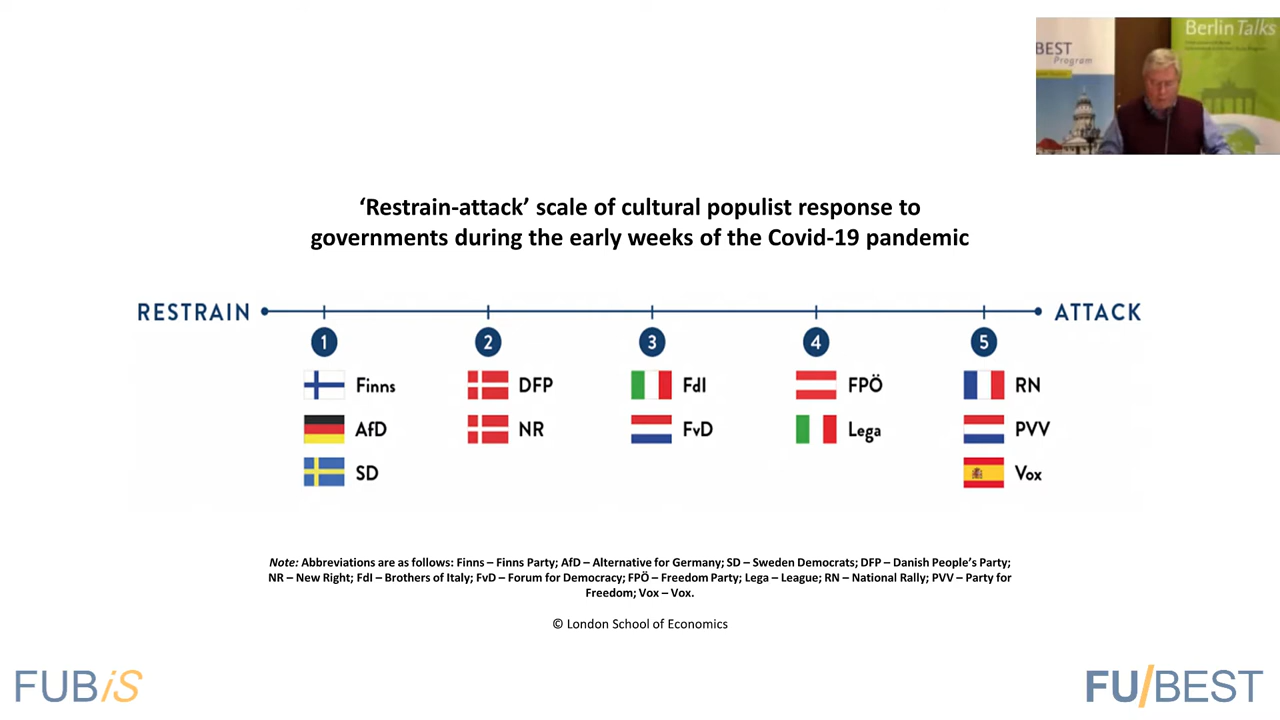 BEST
Program
Berlin Talks
‘Restrain-attack’ scale of cultural populist response to
governments during the early weeks of the Covid-19 pandemic
RESTRAIN
ATTACK
1
2
3
4
5
Finns
DFP
FdI
FPÖ
RN
AfD
NR
FvD
Lega
PVV
SD
Vox
Note: Abbreviations are as follows: Finns – Finns Party; AfD – Alternative for Germany; SD – Sweden Democrats; DFP – Danish People’s Party;
NR – New Right; FdI – Brothers of Italy; FvD – Forum for Democracy; FPÖ – Freedom Party; Lega – League; RN – National Rally; PVV – Party for
Freedom; Vox – Vox.
© London School of Economics
FUBiS
FU/BEST